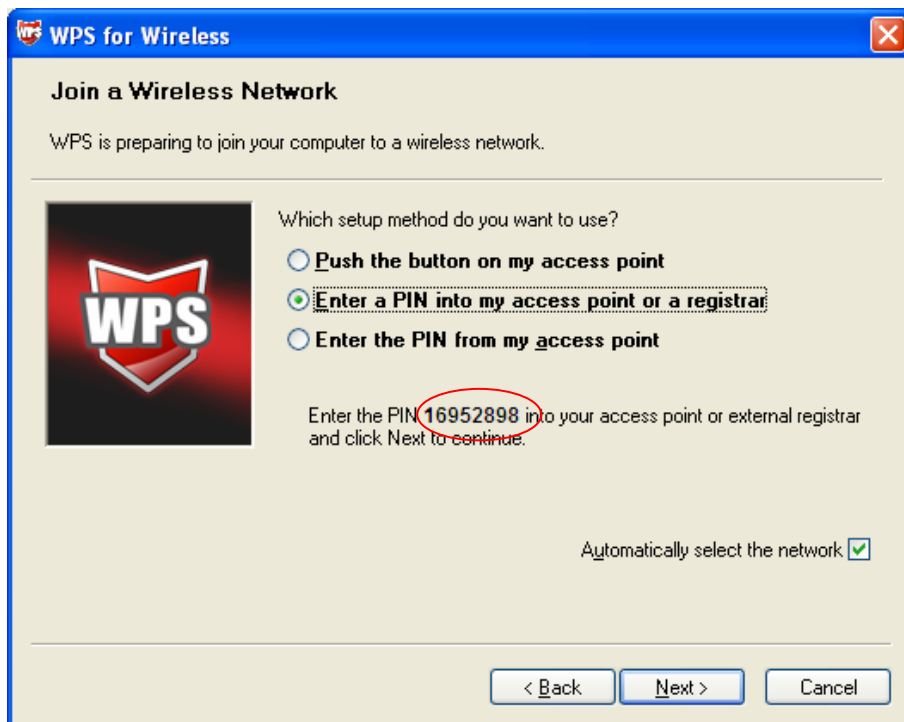 WPS WPS for Wireless
Join a Wireless Network
WPS is preparing to join your computer to a wireless network.
WPS
Which setup method do you want to use?
Push the button on my access point
Enter a PIN into my access point or a registrar
Enter the PIN from my access point
Enter the PIN 16952898 into your access point or external registrar
and click Next to continue.
Automatically select the network
< Back Next > Cancel